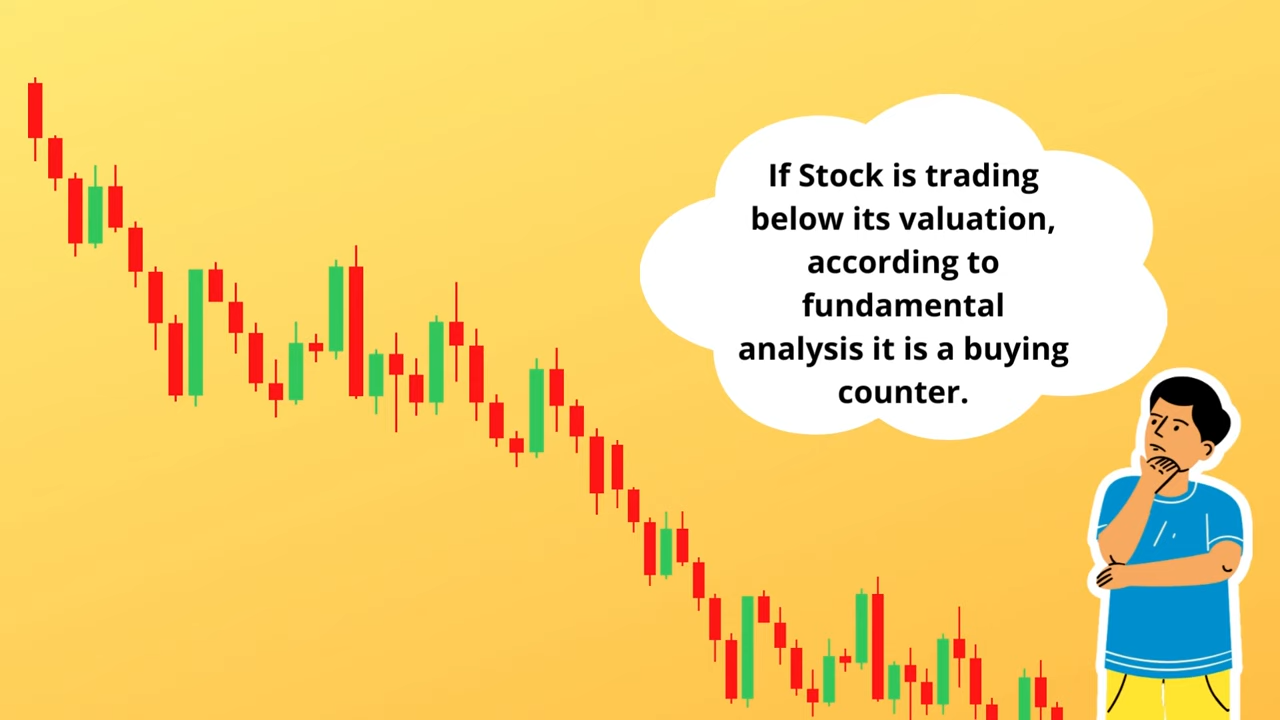 If Stock is trading
below its valuation,
according to
fundamental
analysis it is a buying
counter.